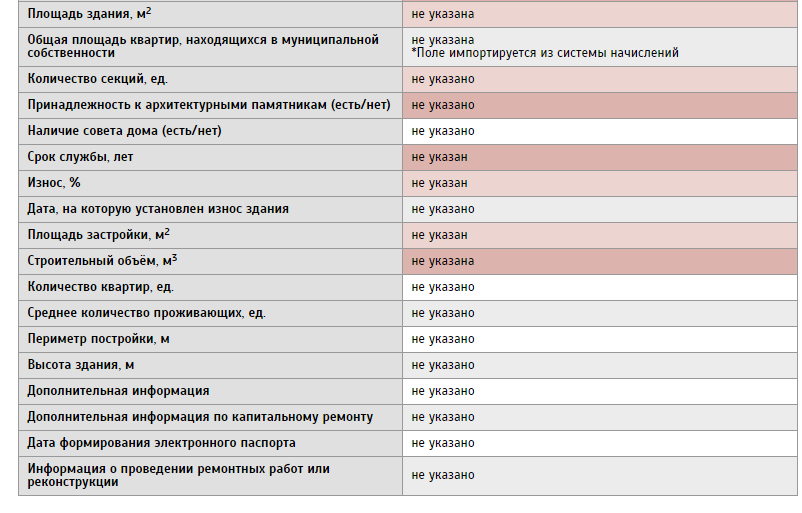 Площадь здания, м² не указана
Общая площадь квартир, находящихся в муниципальной собственности не указана
*Поле импортируется из системы начислений
Количество секций, ед. не указано
Принадлежность к архитектурными памятникам (есть/нет) не указано
Наличие совета дома (есть/нет) не указано
Срок службы, лет не указан
Износ, % не указан
Дата, на которую установлен износ здания не указано
Площадь застройки, м² не указан
Строительный объём, м³ не указана
Количество квартир, ед. не указано
Среднее количество проживающих, ед. не указано
Периметр постройки, м не указано
Высота здания, м не указано
Дополнительная информация не указано
Дополнительная информация по капитальному ремонту не указано
Дата формирования электронного паспорта не указано
Информация о проведении ремонтных работ или реконструкции не указано